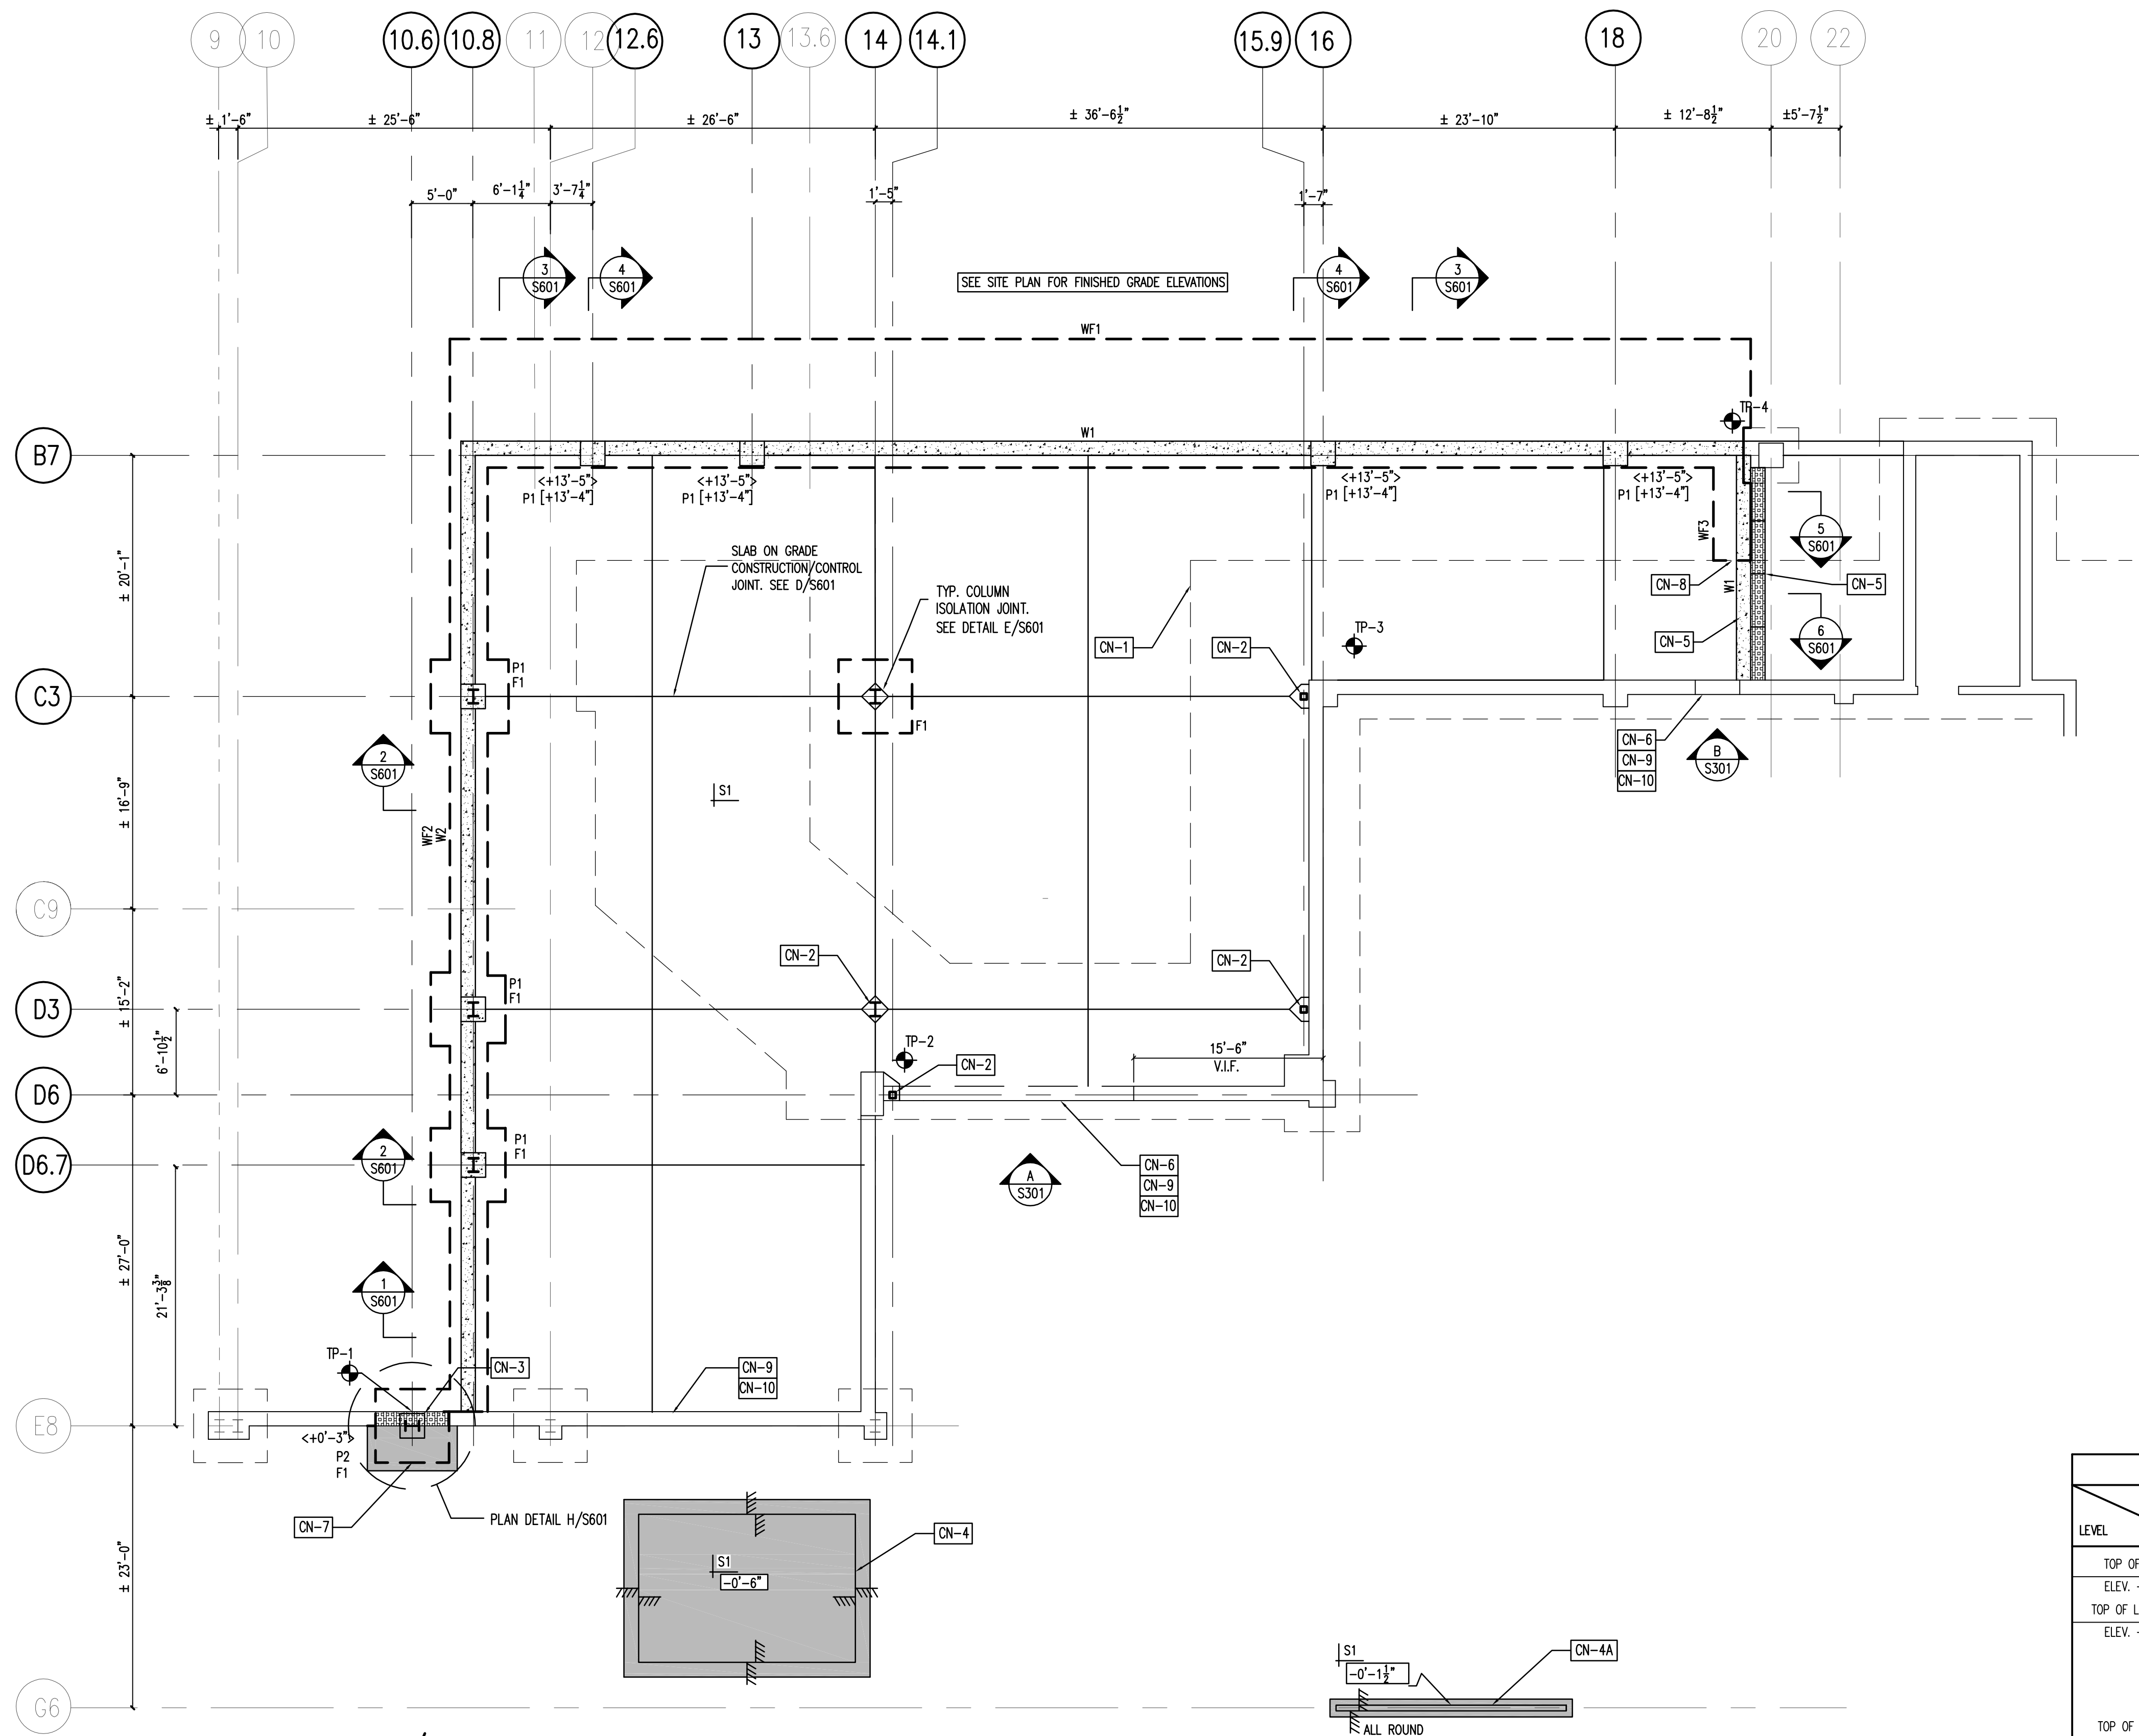 9
10
10.6
10.8
11
12
12.6
13
13.6
14
14.1
15.9
16
18
20
22
± 1'-6"
± 25'-6"
± 26'-6"
± 36'-6½"
± 23'-10"
± 12'-8½"
±5'-7½"
5'-0"
6'-1¼"
3'-7¼"
1'-5"
1'-7"
3
S601
4
S601
SEE SITE PLAN FOR FINISHED GRADE ELEVATIONS
4
S601
3
S601
WF1
TP-4
B7
W1
<+13'-5">
P1 [+13'-4"]
<+13'-5">
P1 [+13'-4"]
<+13'-5">
P1 [+13'-4"]
<+13'-5">
P1 [+13'-4"]
WF3
5
S601
± 20'-1"
SLAB ON GRADE
CONSTRUCTION/CONTROL
JOINT. SEE D/S601
TYP. COLUMN
ISOLATION JOINT.
SEE DETAIL E/S601
CN-8
CN-5
W1
CN-1
CN-2
TP-3
CN-5
6
S601
C3
P1
F1
F1
2
S601
CN-6
CN-9
CN-10
B
S301
± 16'-9"
S1
WF2
W2
C9
CN-2
CN-2
± 15'-2"
D3
P1
F1
6'-10½"
TP-2
CN-2
15'-6"
V.I.F.
D6
2
S601
P1
F1
D6.7
A
S301
CN-6
CN-9
CN-10
± 27'-0"
21'-3⅜"
1
S601
TP-1
CN-3
CN-9
CN-10
E8
<+0'-3">
P2
F1
CN-7
PLAN DETAIL H/S601
CN-4
S1
-0'-6"
± 23'-0"
LEVEL
TOP OF
ELEV.
TOP OF L
ELEV.
S1
-0'-1½"
CN-4A
G6
ALL ROUND
TOP OF